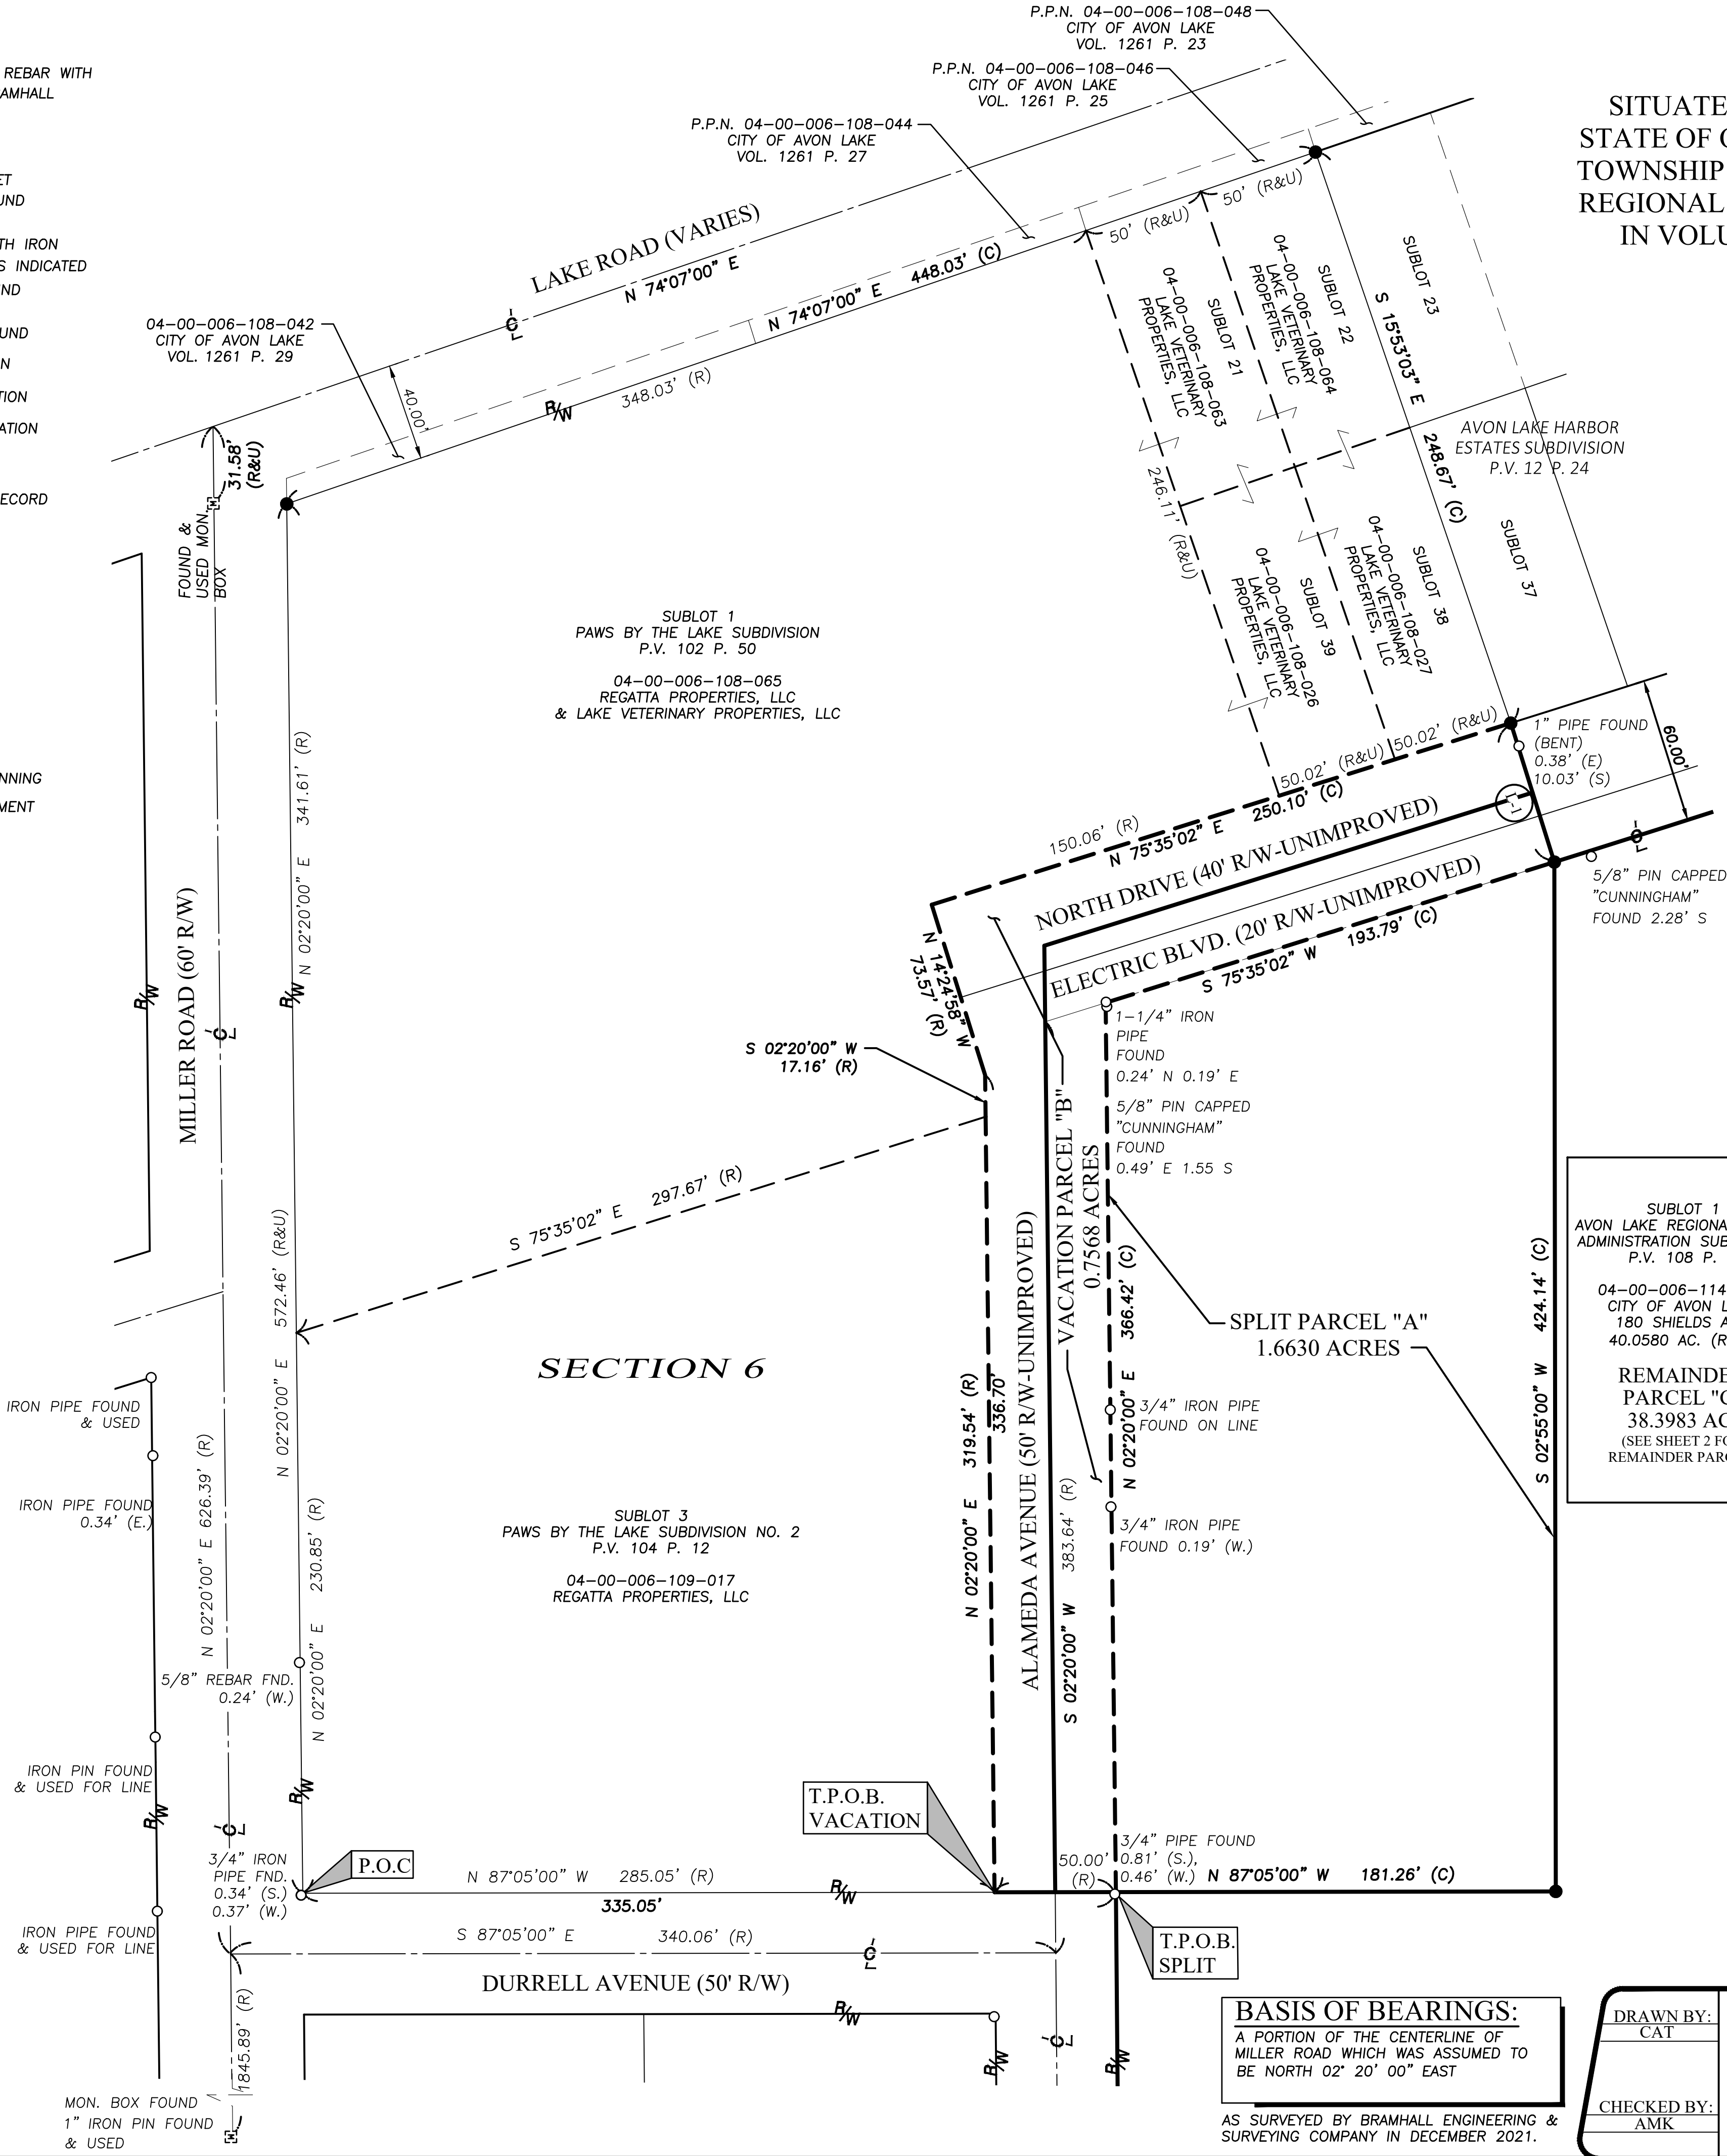 P.P.N. 04-00-006-108-048
CITY OF AVON LAKE
VOL. 1261 P. 23
P.P.N. 04-00-006-108-046
CITY OF AVON LAKE
VOL. 1261 P. 25
P.P.N. 04-00-006-108-044
CITY OF AVON LAKE
VOL. 1261 P. 27
04-00-006-108-042
CITY OF AVON LAKE
VOL. 1261 P. 29
REBAR WITH
AMHALL
ET
UND
TH IRON
S INDICATED
ND
OUND
ON
TION
ATION
ECORD
NNING
MENT
SITUATE
STATE OF
TOWNSHIP
REGIONAL
IN VOLU
LAKE ROAD (VARIES)
N 74°07'00" E
N 74°07'00" E 448.03' (C)
348.03' (R)
40.00'
R/W
50' (R&U)
50' (R&U)
31.58'
(R&U)
FOUND &
USED MON.
BOX
SUBLOT 21
04-00-006-108-063
LAKE VETERINARY
PROPERTIES, LLC
SUBLOT 22
04-00-006-108-064
LAKE VETERINARY
PROPERTIES, LLC
SUBLOT 23
S 15°53'03" E 248.67' (C)
AVON LAKE HARBOR
ESTATES SUBDIVISION
P.V. 12 P. 24
246.11' (R&U)
SUBLOT 39
04-00-006-108-026
LAKE VETERINARY
PROPERTIES, LLC
SUBLOT 38
04-00-006-108-027
LAKE VETERINARY
PROPERTIES, LLC
SUBLOT 37
SUBLOT 1
PAWS BY THE LAKE SUBDIVISION
P.V. 102 P. 50
04-00-006-108-065
REGATTA PROPERTIES, LLC
& LAKE VETERINARY PROPERTIES, LLC
N 02°20'00" E 341.61' (R)
R/W
R/W
MILLER ROAD (60' R/W)
CL
150.06' (R)
50.02' (R&U)
50.02' (R&U)
N 75°35'02" E 250.10' (C)
1" PIPE FOUND
(BENT)
0.38' (E)
10.03' (S)
60.00'
L-1
NORTH DRIVE (40' R/W-UNIMPROVED)
ELECTRIC BLVD. (20' R/W-UNIMPROVED)
S 75°35'02" W 193.79' (C)
5/8" PIN CAPPED
"CUNNINGHAM"
FOUND 2.28' S
N 14°24'58" W
73.57' (R)
S 02°20'00" W
17.16' (R)
1-1/4" IRON
PIPE
FOUND
0.24' N 0.19' E
5/8" PIN CAPPED
"CUNNINGHAM"
FOUND
0.49' E 1.55 S
S 75°35'02" E 297.67' (R)
N 02°20'00" E 572.46' (R&U)
VACATION PARCEL "B"
0.7568 ACRES
ALAMEDA AVENUE (50' R/W-UNIMPROVED)
N 02°20'00" E 319.54' (R)
336.70'
N 02°20'00" E 366.42' (C)
SPLIT PARCEL "A"
1.6630 ACRES
S 02°55'00" W 424.14' (C)
SUBLOT 1
AVON LAKE REGIONA
ADMINISTRATION SUB
P.V. 108 P.
04-00-006-114
CITY OF AVON L
180 SHIELDS A
40.0580 AC. (R
REMAINDE
PARCEL "C
38.3983 AC
(SEE SHEET 2 FO
REMAINDER PARC
SECTION 6
IRON PIPE FOUND
& USED
IRON PIPE FOUND
0.34' (E.)
N 02°20'00" E 626.39' (R)
3/4" IRON PIPE
FOUND ON LINE
3/4" IRON PIPE
FOUND 0.19' (W.)
S 02°20'00" W 383.64' (R)
SUBLOT 3
PAWS BY THE LAKE SUBDIVISION NO. 2
P.V. 104 P. 12
04-00-006-109-017
REGATTA PROPERTIES, LLC
N 02°20'00" E 230.85' (R)
5/8" REBAR FND.
0.24' (W.)
IRON PIN FOUND
& USED FOR LINE
R/W
R/W
CL
3/4" IRON
PIPE FND.
0.34' (S.)
0.37' (W.)
P.O.C
T.P.O.B.
VACATION
N 87°05'00" W 285.05' (R)
R/W
335.05'
50.00'
(R)
3/4" PIPE FOUND
0.81' (S.),
0.46' (W.)
N 87°05'00" W 181.26' (C)
IRON PIPE FOUND
& USED FOR LINE
S 87°05'00" E 340.06' (R)
CL
T.P.O.B.
SPLIT
DURRELL AVENUE (50' R/W)
R/W
R/W
CL
R/W
1845.89' (R)
MON. BOX FOUND
1" IRON PIN FOUND
& USED
BASIS OF BEARINGS:
A PORTION OF THE CENTERLINE OF
MILLER ROAD WHICH WAS ASSUMED TO
BE NORTH 02° 20' 00" EAST
AS SURVEYED BY BRAMHALL ENGINEERING &
SURVEYING COMPANY IN DECEMBER 2021.
DRAWN BY:
CAT
CHECKED BY:
AMK